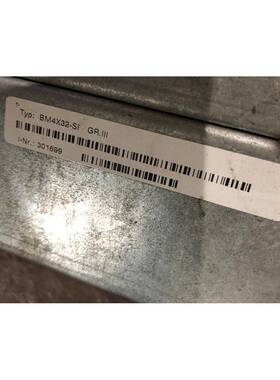 Typ: BM4X32-SI GR.III
I-Nr.: 301699